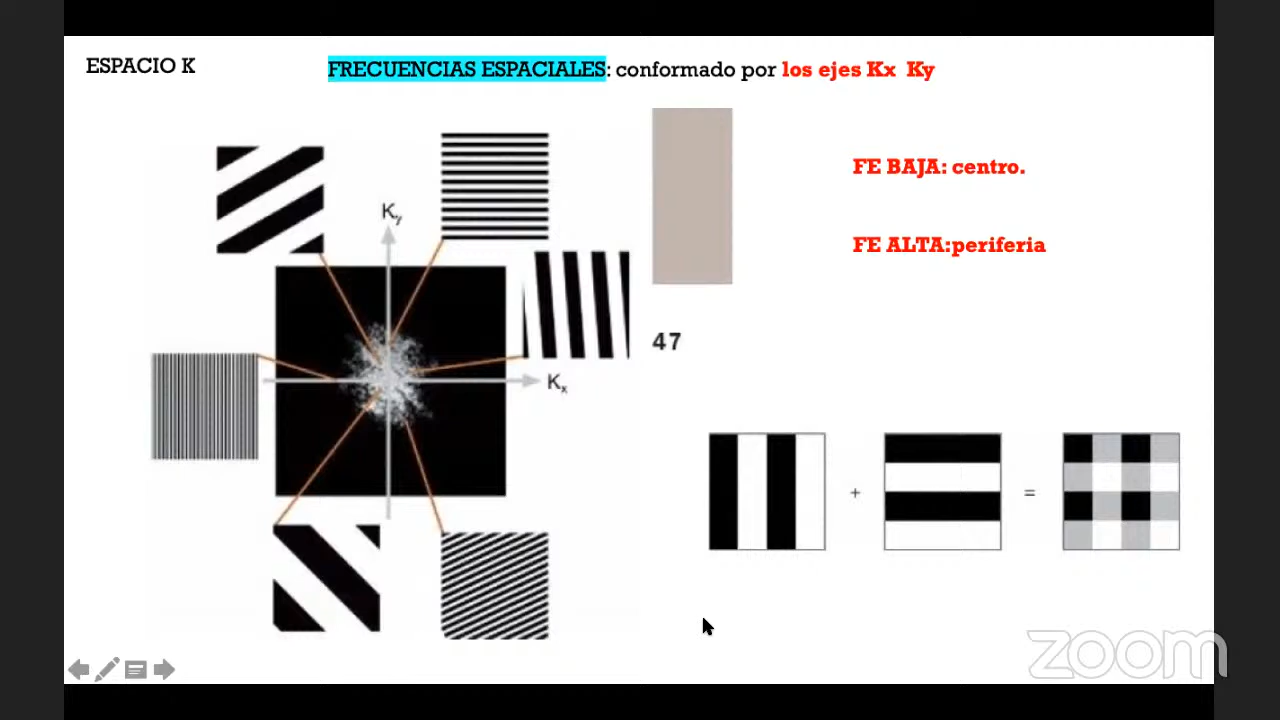 ESPACIO K
FRECUENCIAS ESPACIALES: conformado por los ejes Kx Ky
FE BAJA: centro.
FE ALTA:periferia
Ky
Kx
47
+
=
zoom